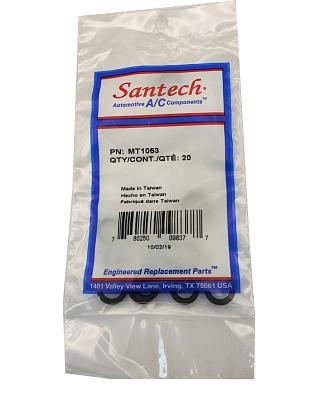 Santech
Automotive A/C Components™
PN: MT1053
QTY/CONT./QTÉ: 20
Made in Taiwan
Hecho en Taiwan
Fabriqué dans Taiwan
7 80250 09837 7
10/02/19
Engineered Replacement Parts™
1401 Valley View Lane, Irving, TX 75061 USA